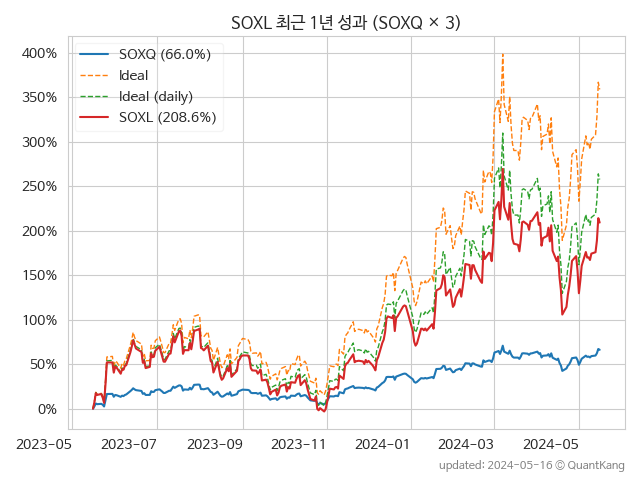 SOXL 최근 1년 성과 (SOXQ × 3)
SOXQ (66.0%)
Ideal
Ideal (daily)
SOXL (208.6%)
400%
350%
300%
250%
200%
150%
100%
50%
0%
2023-05 2023-07 2023-09 2023-11 2024-01 2024-03 2024-05
updated: 2024-05-16 © QuantKang